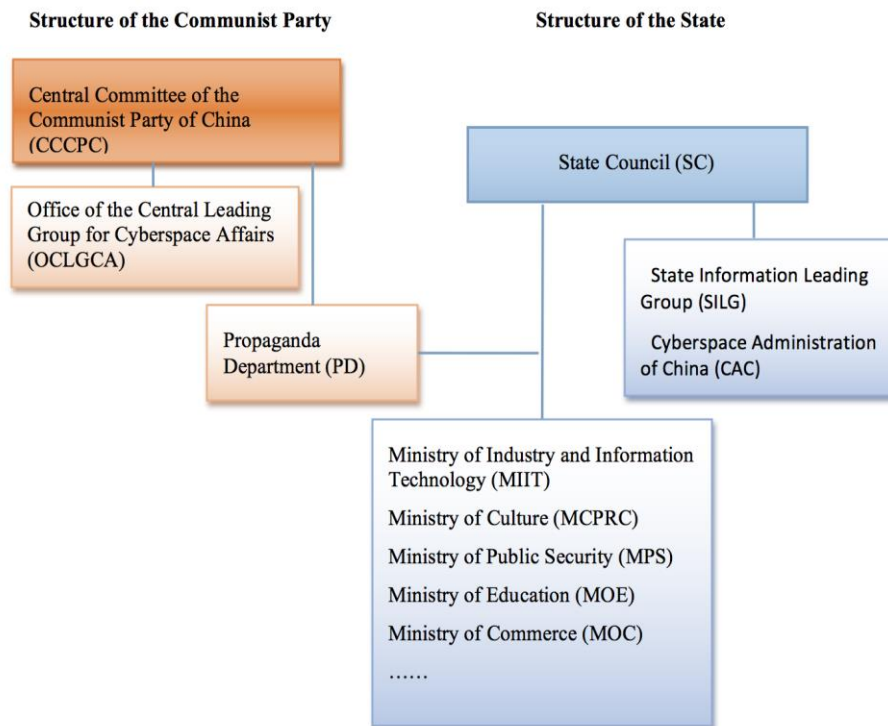 Structure of the Communist Party
Structure of the State
Central Committee of the
Communist Party of China
(CCCPC)
State Council (SC)
Office of the Central Leading
Group for Cyberspace Affairs
(OCLGCA)
State Information Leading
Group (SILG)
Cyberspace Administration
of China (CAC)
Propaganda
Department (PD)
Ministry of Industry and Information
Technology (MIIT)
Ministry of Culture (MCPRC)
Ministry of Public Security (MPS)
Ministry of Education (MOE)
Ministry of Commerce (MOC)
……